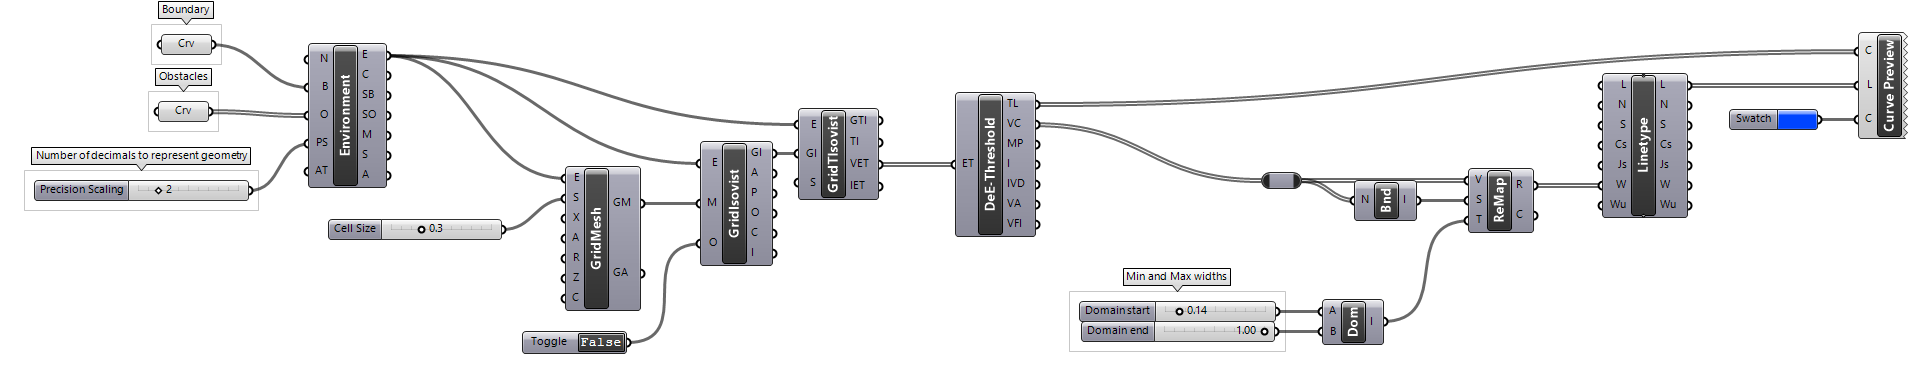 Boundary
Crv
Obstacles
Crv
Number of decimals to represent geometry
Precision Scaling 2
N
B
O
PS
AT
Environment
E
C
SB
SO
M
S
A
Cell Size 0.3
E
S
X
A
R
Z
C
GridMesh
GM
GA
Toggle False
E
M
O
GridIsovist
GI
A
P
O
C
I
E
GI
S
GridTIsovist
GTI
TI
VET
IET
ET
DeE-Threshold
TL
VC
MP
I
IVD
VA
VFI
Min and Max widths
Domain start 0.14
Domain end 1.00
A
B
Dom
I
N
Bnd
I
V
S
T
ReMap
R
C
L
N
S
Cs
Js
W
Wu
Linetype
L
N
S
Cs
Js
W
Wu
Swatch
C
L
C
Curve Preview